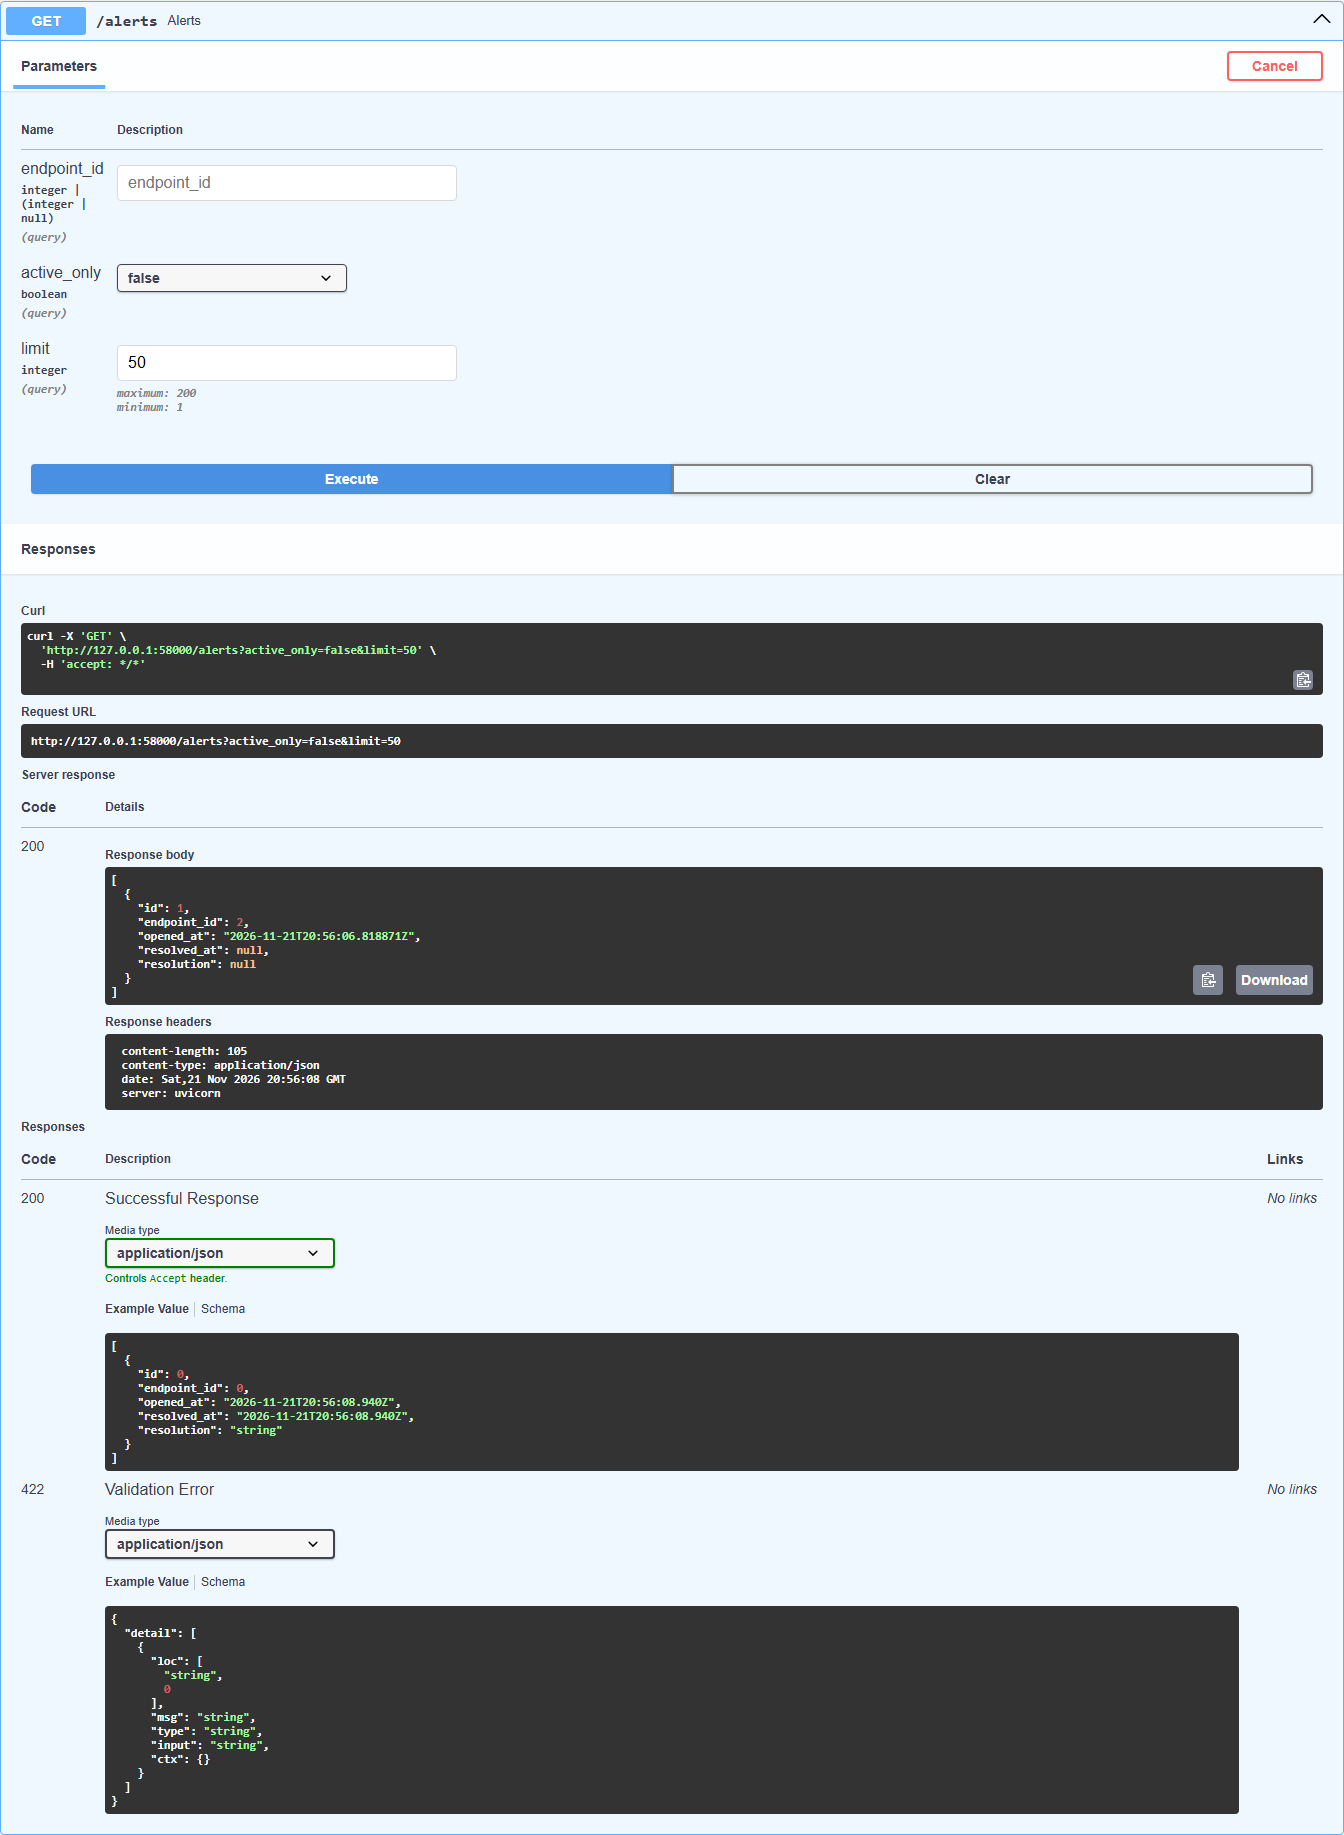 GET /alerts Alerts
Parameters
Cancel
Name Description
endpoint_id
integer |
(integer |
null)
(query)
endpoint_id
active_only
boolean
(query)
false
limit
integer
(query)
50
maximum: 200
minimum: 1
Execute Clear
Responses
Curl
curl -X 'GET' \
  'http://127.0.0.1:58000/alerts?active_only=false&limit=50' \
  -H 'accept: */*'
Request URL
http://127.0.0.1:58000/alerts?active_only=false&limit=50
Server response
Code Details
200
Response body
[
  {
    "id": 1,
    "endpoint_id": 2,
    "opened_at": "2026-11-21T20:56:06.818871Z",
    "resolved_at": null,
    "resolution": null
  }
]
Download
Response headers
content-length: 105
content-type: application/json
date: Sat,21 Nov 2026 20:56:08 GMT
server: uvicorn
Responses
Code Description Links
200 Successful Response No links
Media type
application/json
Controls Accept header.
Example Value Schema
[
  {
    "id": 0,
    "endpoint_id": 0,
    "opened_at": "2026-11-21T20:56:08.940Z",
    "resolved_at": "2026-11-21T20:56:08.940Z",
    "resolution": "string"
  }
]
422 Validation Error No links
Media type
application/json
Example Value Schema
{
  "detail": [
    {
      "loc": [
        "string",
        0
      ],
      "msg": "string",
      "type": "string",
      "input": "string",
      "ctx": {}
    }
  ]
}